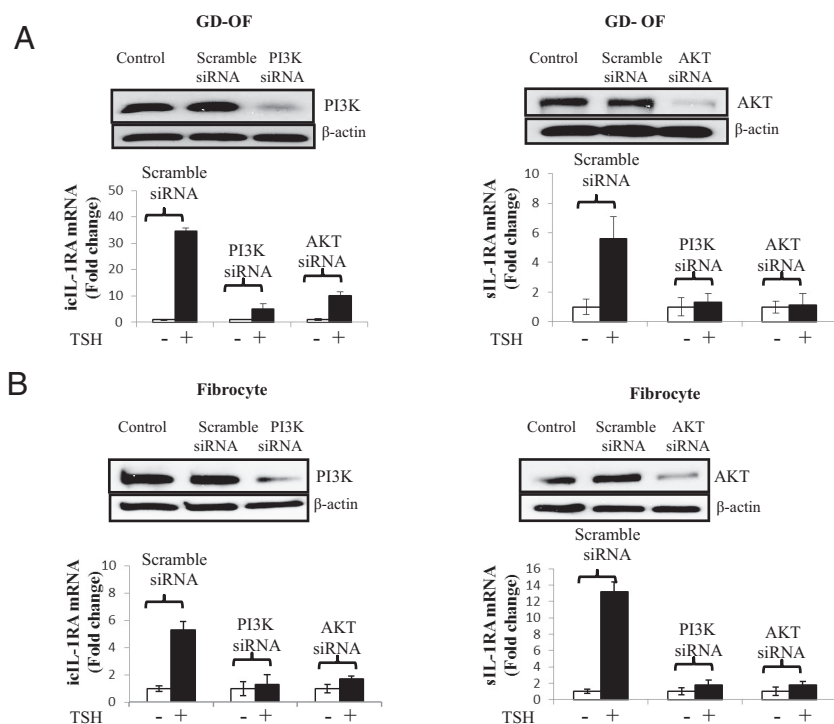 A
GD-OF
Control
Scramble
siRNA
PI3K
siRNA
PI3K
β-actin
Scramble
siRNA
PI3K
siRNA
AKT
siRNA
icIL-1RA mRNA
(Fold change)
50
40
30
20
10
0
TSH - + - + - +
GD- OF
Control
Scramble
siRNA
AKT
siRNA
AKT
β-actin
Scramble
siRNA
PI3K
siRNA
AKT
siRNA
sIL-1RA mRNA
(Fold change)
10
8
6
4
2
0
TSH - + - + - +
B
Fibrocyte
Control
Scramble
siRNA
PI3K
siRNA
PI3K
β-actin
Scramble
siRNA
PI3K
siRNA
AKT
siRNA
icIL-1RA mRNA
(Fold change)
10
8
6
4
2
0
TSH - + - + - +
Fibrocyte
Control
Scramble
siRNA
AKT
siRNA
AKT
β-actin
Scramble
siRNA
PI3K
siRNA
AKT
siRNA
sIL-1RA mRNA
(Fold change)
16
14
12
10
8
6
4
2
0
TSH - + - + - +